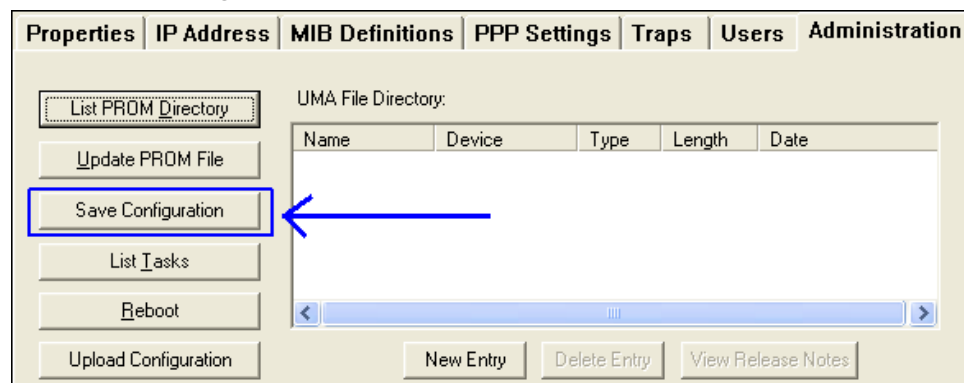 Properties IP Address MIB Definitions PPP Settings Traps Users Administration
List PROM Directory
Update PROM File
Save Configuration
List Tasks
Reboot
Upload Configuration
UMA File Directory:
Name Device Type Length Date
New Entry Delete Entry View Release Notes